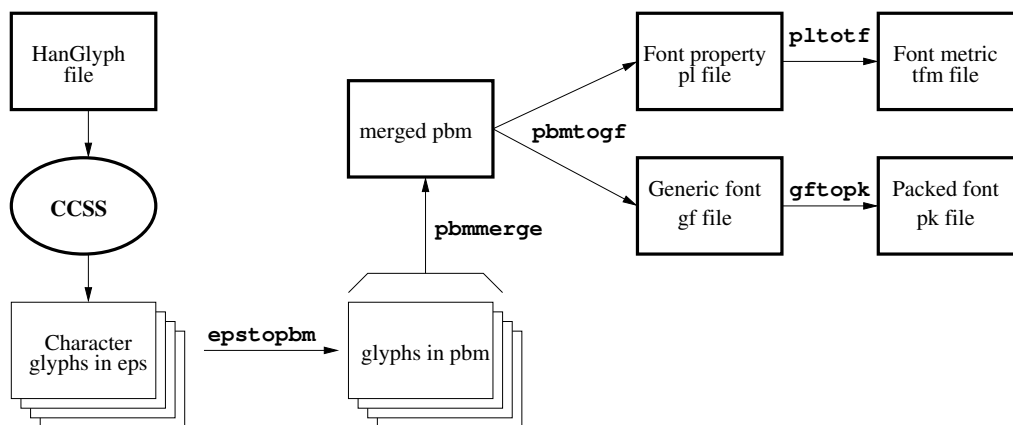 HanGlyph
file
CCSS
Character
glyphs in eps
epstopbm
glyphs in pbm
pbmmerge
merged pbm
pbmtogf
Font property
pl file
pltotf
Font metric
tfm file
Generic font
gf file
gftopk
Packed font
pk file